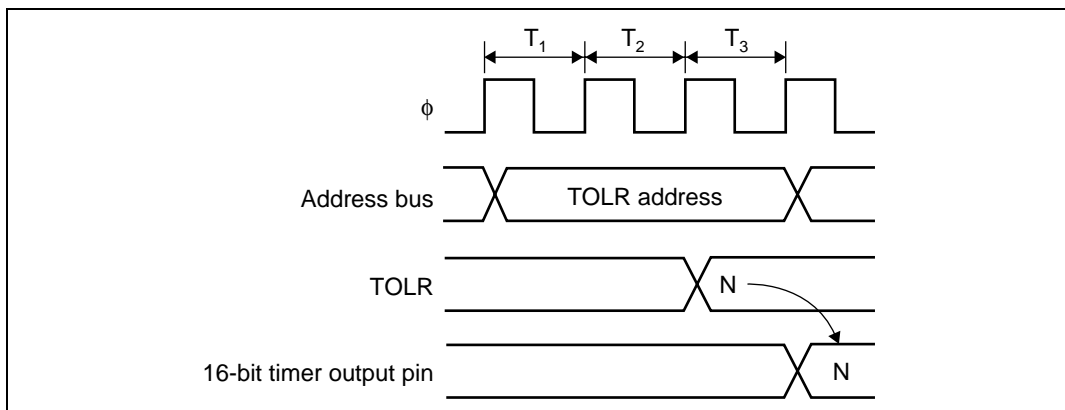 T₁ T₂ T₃
ϕ
Address bus TOLR address
TOLR N
16-bit timer output pin N